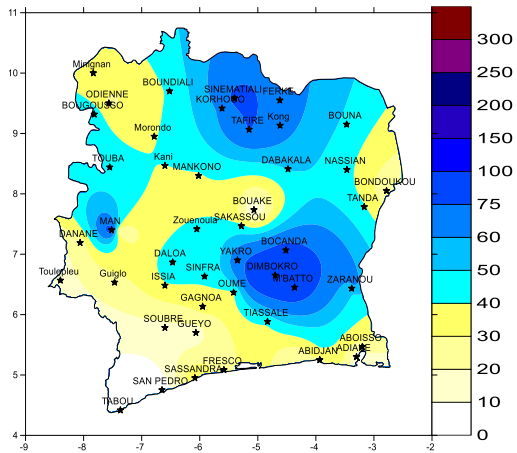 11
10
9
8
7
6
5
4
-9 -8 -7 -6 -5 -4 -3 -2
300
250
200
150
100
75
60
50
40
30
20
10
0
Minignan
ODIENNE
BOUGOUSSO
BOUNDIALI
SINEMATIALI
FERKE
KORHOGO
TAFIRE
Kong
BOUNA
Morondo
TOUBA
Kani
MANKONO
DABAKALA
NASSIAN
BONDOUKOU
TANDA
BOUAKE
MAN
Zouenoula
SAKASSOU
DANANE
BOCANDA
YAKRO
DALOA
DIMBOKRO
Toulepleu
Guiglo
SINFRA
ISSIA
M'BATTO
OUME
ZARANOU
GAGNOA
TIASSALE
SOUBRE
GUEYO
ABOISSO
ADIAKE
ABIDJAN
FRESCO
SASSANDRA
SAN PEDRO
TABOU